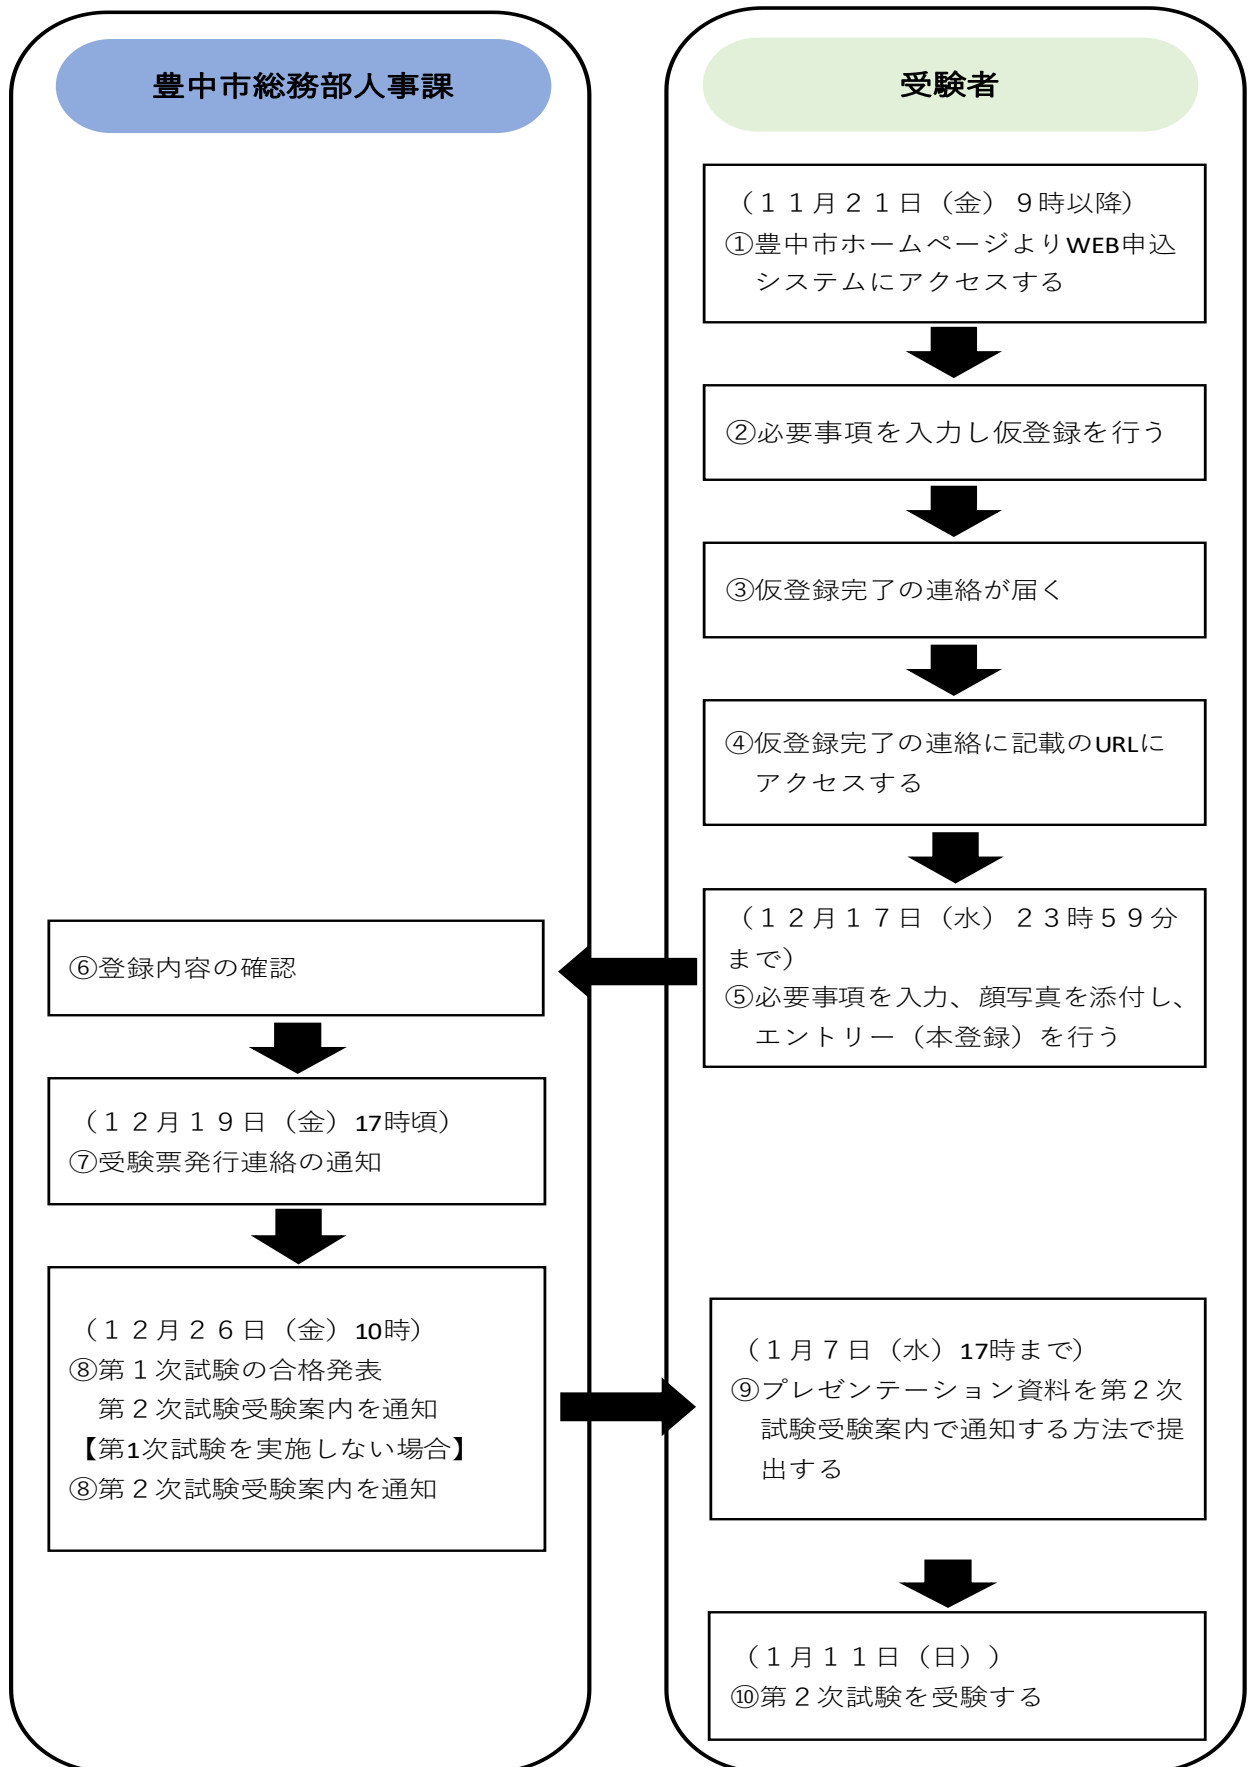 豊中市総務部人事課
受験者
（１１月２１日（金）９時以降）
①豊中市ホームページよりWEB申込
システムにアクセスする
②必要事項を入力し仮登録を行う
③仮登録完了の連絡が届く
④仮登録完了の連絡に記載のURLに
アクセスする
（１２月１７日（水）２３時５９分
まで）
⑤必要事項を入力、顔写真を添付し、
エントリー（本登録）を行う
⑥登録内容の確認
（１２月１９日（金）17時頃）
⑦受験票発行連絡の通知
（１２月２６日（金）10時）
⑧第１次試験の合格発表
第２次試験受験案内を通知
【第1次試験を実施しない場合】
⑧第２次試験受験案内を通知
（１月７日（水）17時まで）
⑨プレゼンテーション資料を第２次
試験受験案内で通知する方法で提
出する
（１月１１日（日））
⑩第２次試験を受験する